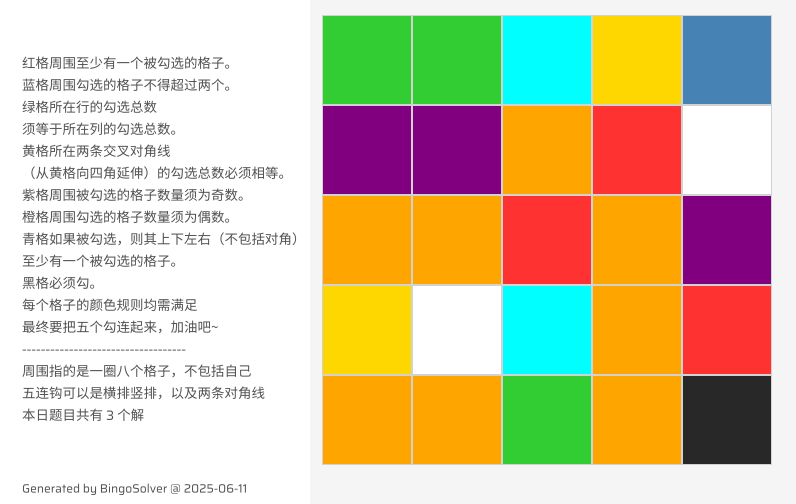 红格周围至少有一个被勾选的格子。
蓝格周围勾选的格子不得超过两个。
绿格所在行的勾选总数
须等于所在列的勾选总数。
黄格所在两条交叉对角线
（从黄格向四角延伸）的勾选总数必须相等。
紫格周围被勾选的格子数量须为奇数。
橙格周围勾选的格子数量须为偶数。
青格如果被勾选，则其上下左右（不包括对角）
至少有一个被勾选的格子。
黑格必须勾。
每个格子的颜色规则均需满足
最终要把五个勾连起来，加油吧~
-----------------------------------
周围指的是一圈八个格子，不包括自己
五连钩可以是横排竖排，以及两条对角线
本日题目共有 3 个解
Generated by BingoSolver @ 2025-06-11